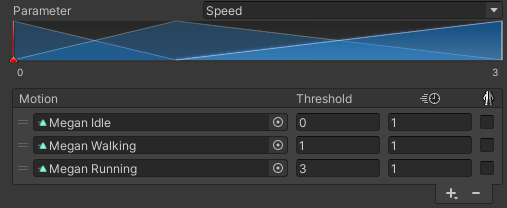 Parameter Speed
0 3
Motion Threshold
Megan Idle 0 1
Megan Walking 1 1
Megan Running 3 1